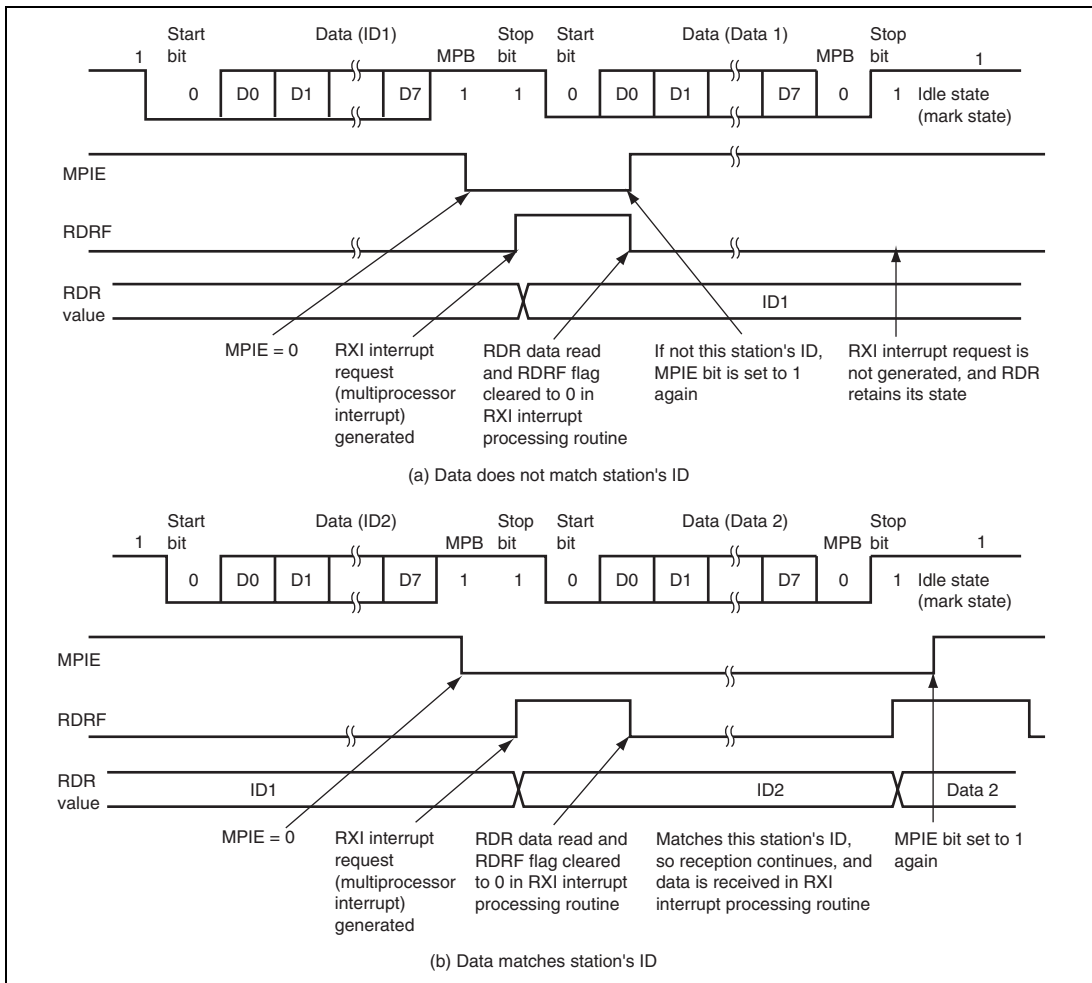 Start Data (ID1) Stop Start Data (Data 1) Stop
1 bit MPB bit bit MPB bit 1
0 D0 D1 D7 1 1 0 D0 D1 D7 0 1 Idle state
(mark state)
MPIE
RDRF
RDR
value
ID1
MPIE = 0
RXI interrupt
request
(multiprocessor
interrupt)
generated
RDR data read
and RDRF flag
cleared to 0 in
RXI interrupt
processing routine
If not this station's ID,
MPIE bit is set to 1
again
RXI interrupt request is
not generated, and RDR
retains its state
(a) Data does not match station's ID
Start Data (ID2) Stop Start Data (Data 2) Stop
1 bit MPB bit bit MPB bit 1
0 D0 D1 D7 1 1 0 D0 D1 D7 0 1 Idle state
(mark state)
MPIE
RDRF
RDR
value
ID1 ID2 Data 2
MPIE = 0
RXI interrupt
request
(multiprocessor
interrupt)
generated
RDR data read and
RDRF flag cleared
to 0 in RXI interrupt
processing routine
Matches this station's ID,
so reception continues, and
data is received in RXI
interrupt processing routine
MPIE bit set to 1
again
(b) Data matches station's ID